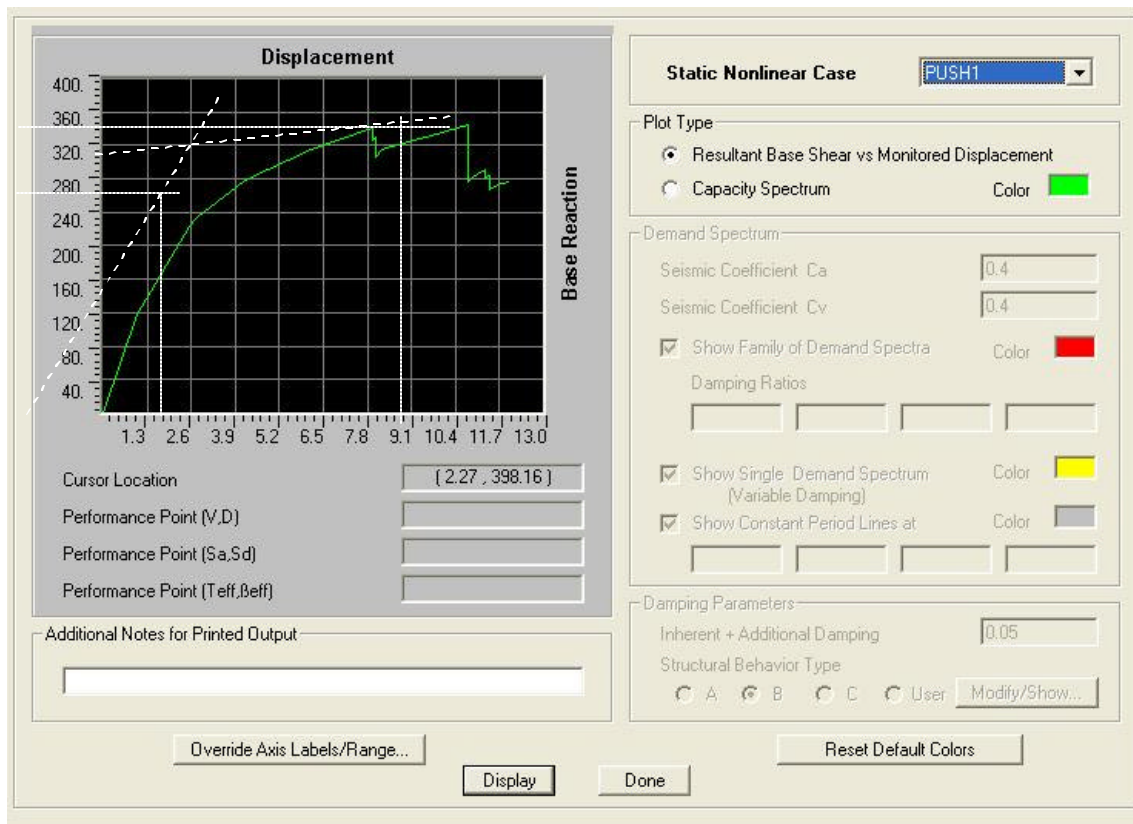 Displacement
400.
360.
320.
280.
240.
200.
160.
120.
80.
40.
Base Reaction
1.3 2.6 3.9 5.2 6.5 7.8 9.1 10.4 11.7 13.0
Cursor Location ( 2.27 , 398.16 )
Performance Point (V,D)
Performance Point (Sa,Sd)
Performance Point (Teff,ßeff)
Additional Notes for Printed Output
Override Axis Labels/Range...
Static Nonlinear Case PUSH1
Plot Type
Resultant Base Shear vs Monitored Displacement
Capacity Spectrum Color
Demand Spectrum
Seismic Coefficient Ca 0.4
Seismic Coefficient Cv 0.4
Show Family of Demand Spectra Color
Damping Ratios
Show Single Demand Spectrum Color
(Variable Damping)
Show Constant Period Lines at Color
Damping Parameters
Inherent + Additional Damping 0.05
Structural Behavior Type
A B C User Modify/Show...
Reset Default Colors
Display Done